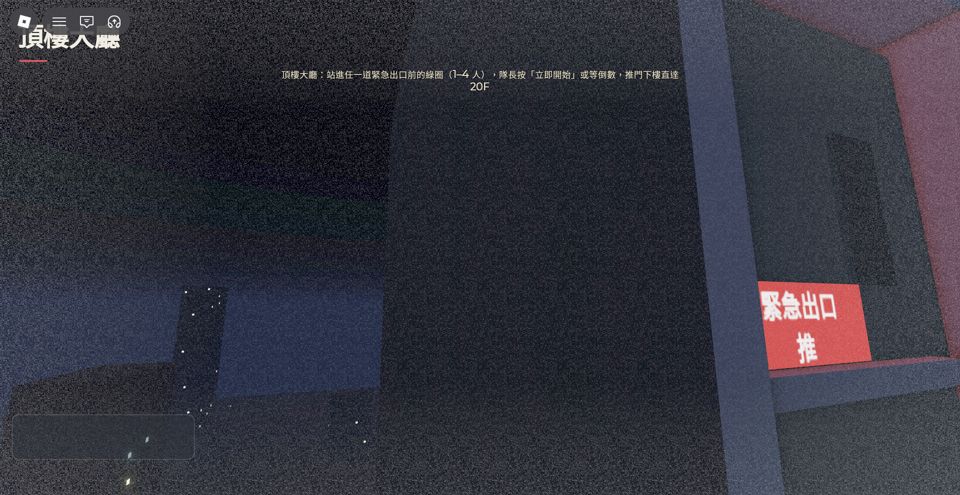 頂樓大廳
頂樓大廳：站進任一道緊急出口前的綠圈（1–4 人），隊長按「立即開始」或等倒數，推門下樓直達
20F
緊急出口
推